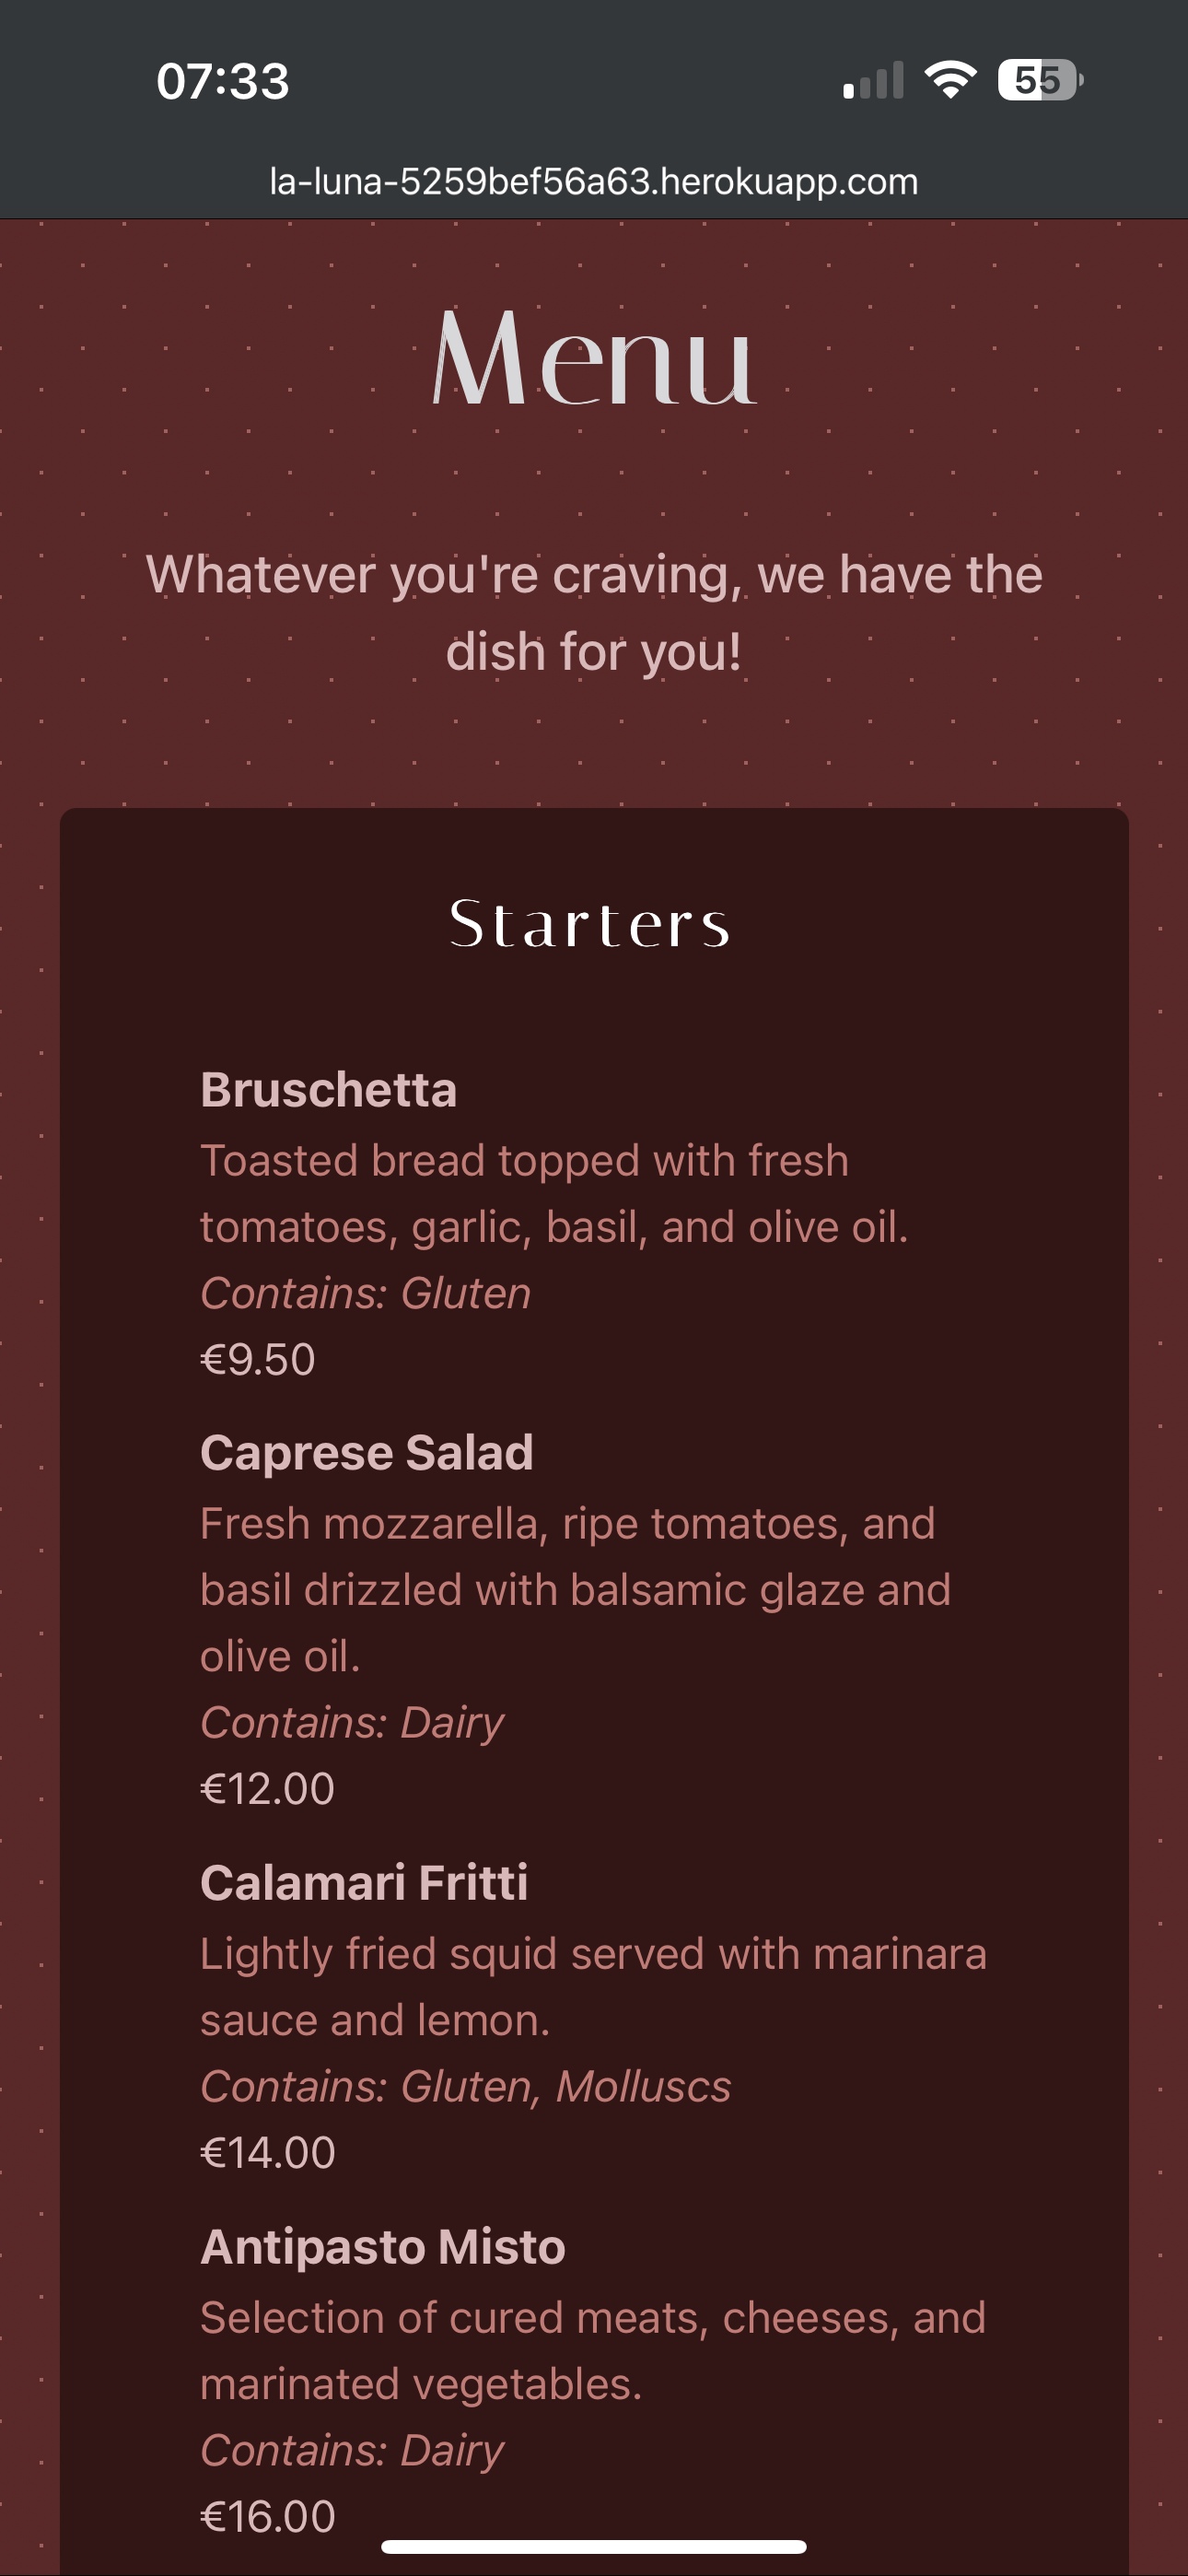 07:33
55
la-luna-5259bef56a63.herokuapp.com
Menu
Whatever you're craving, we have the
dish for you!
Starters
Bruschetta
Toasted bread topped with fresh
tomatoes, garlic, basil, and olive oil.
Contains: Gluten
€9.50
Caprese Salad
Fresh mozzarella, ripe tomatoes, and
basil drizzled with balsamic glaze and
olive oil.
Contains: Dairy
€12.00
Calamari Fritti
Lightly fried squid served with marinara
sauce and lemon.
Contains: Gluten, Molluscs
€14.00
Antipasto Misto
Selection of cured meats, cheeses, and
marinated vegetables.
Contains: Dairy
€16.00